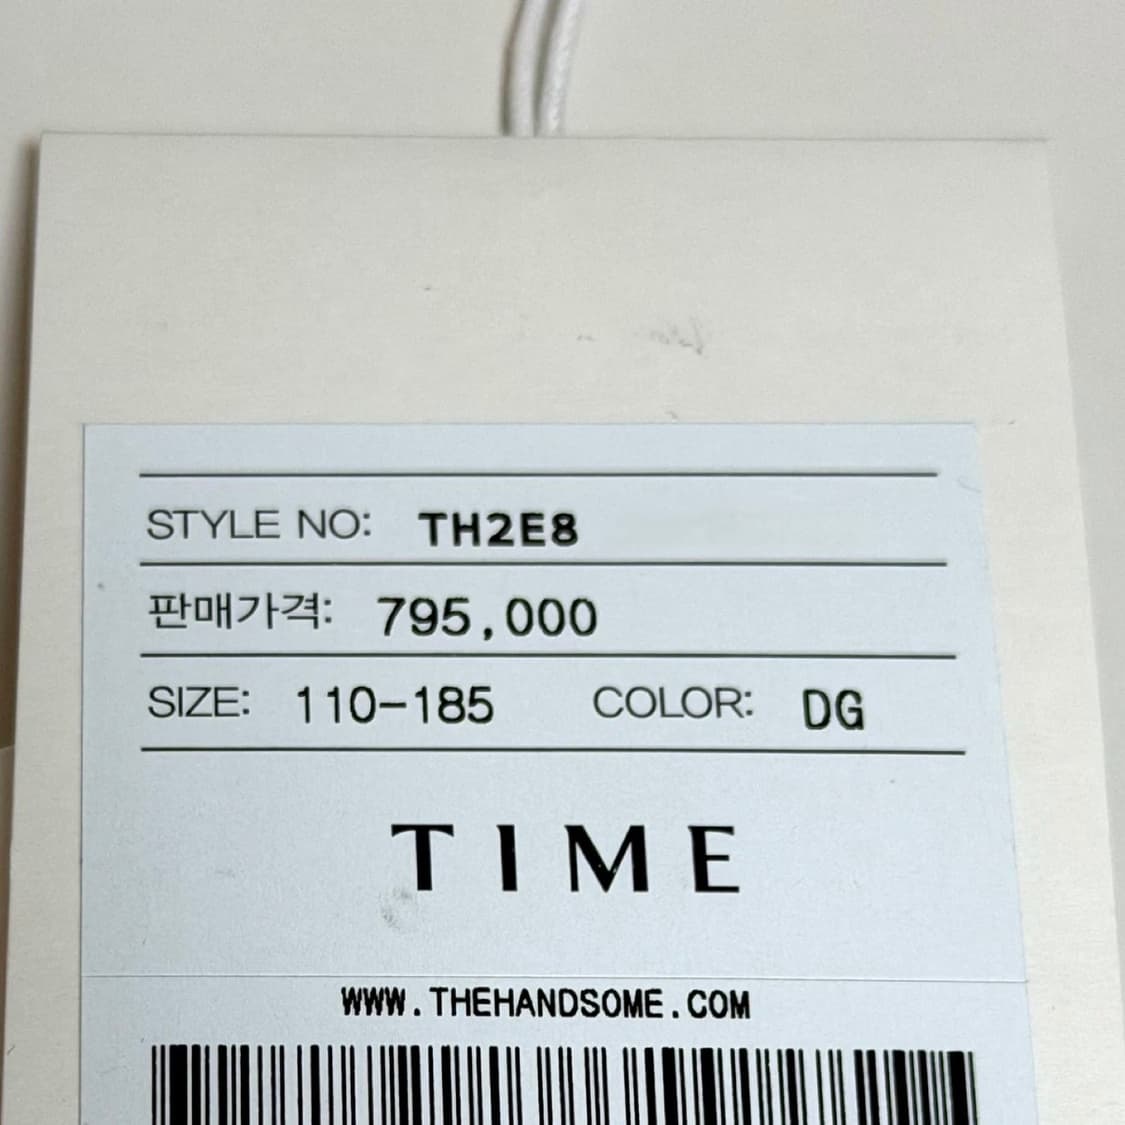 STYLE NO: TH2E8
판매가격: 795,000
SIZE: 110-185 COLOR: DG
TIME
WWW.THEHANDSOME.COM